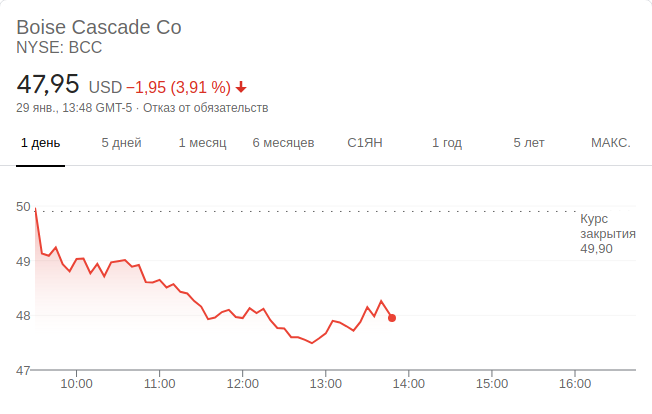 Boise Cascade Co
NYSE: BCC
47,95 USD −1,95 (3,91 %)
29 янв., 13:48 GMT-5 · Отказ от обязательств
1 день 5 дней 1 месяц 6 месяцев С1ЯН 1 год 5 лет МАКС.
50
Курс
закрытия
49,90
49
48
47
10:00 11:00 12:00 13:00 14:00 15:00 16:00